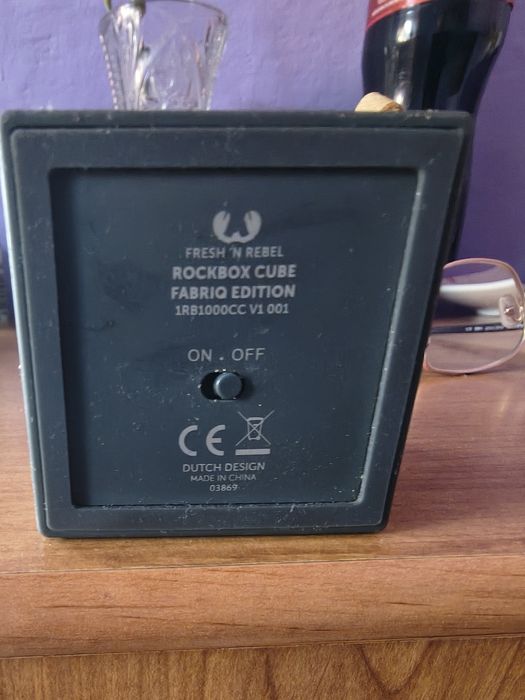 FRESH 'N REBEL
ROCKBOX CUBE
FABRIQ EDITION
1RB1000CC V1 001
ON . OFF
CE
DUTCH DESIGN
MADE IN CHINA
03869